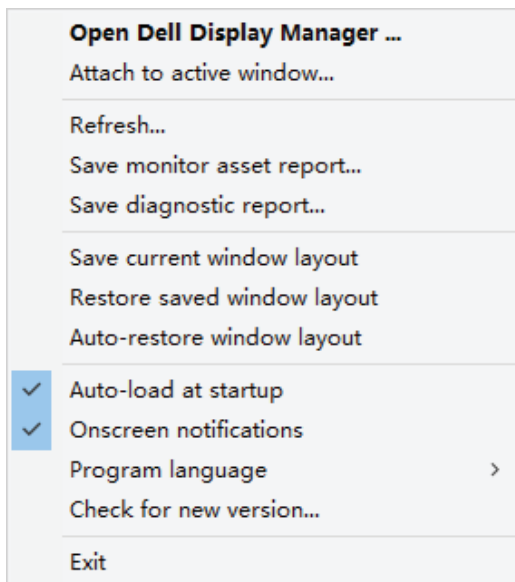 Open Dell Display Manager ...
Attach to active window...
Refresh...
Save monitor asset report...
Save diagnostic report...
Save current window layout
Restore saved window layout
Auto-restore window layout
Auto-load at startup
Onscreen notifications
Program language
Check for new version...
Exit